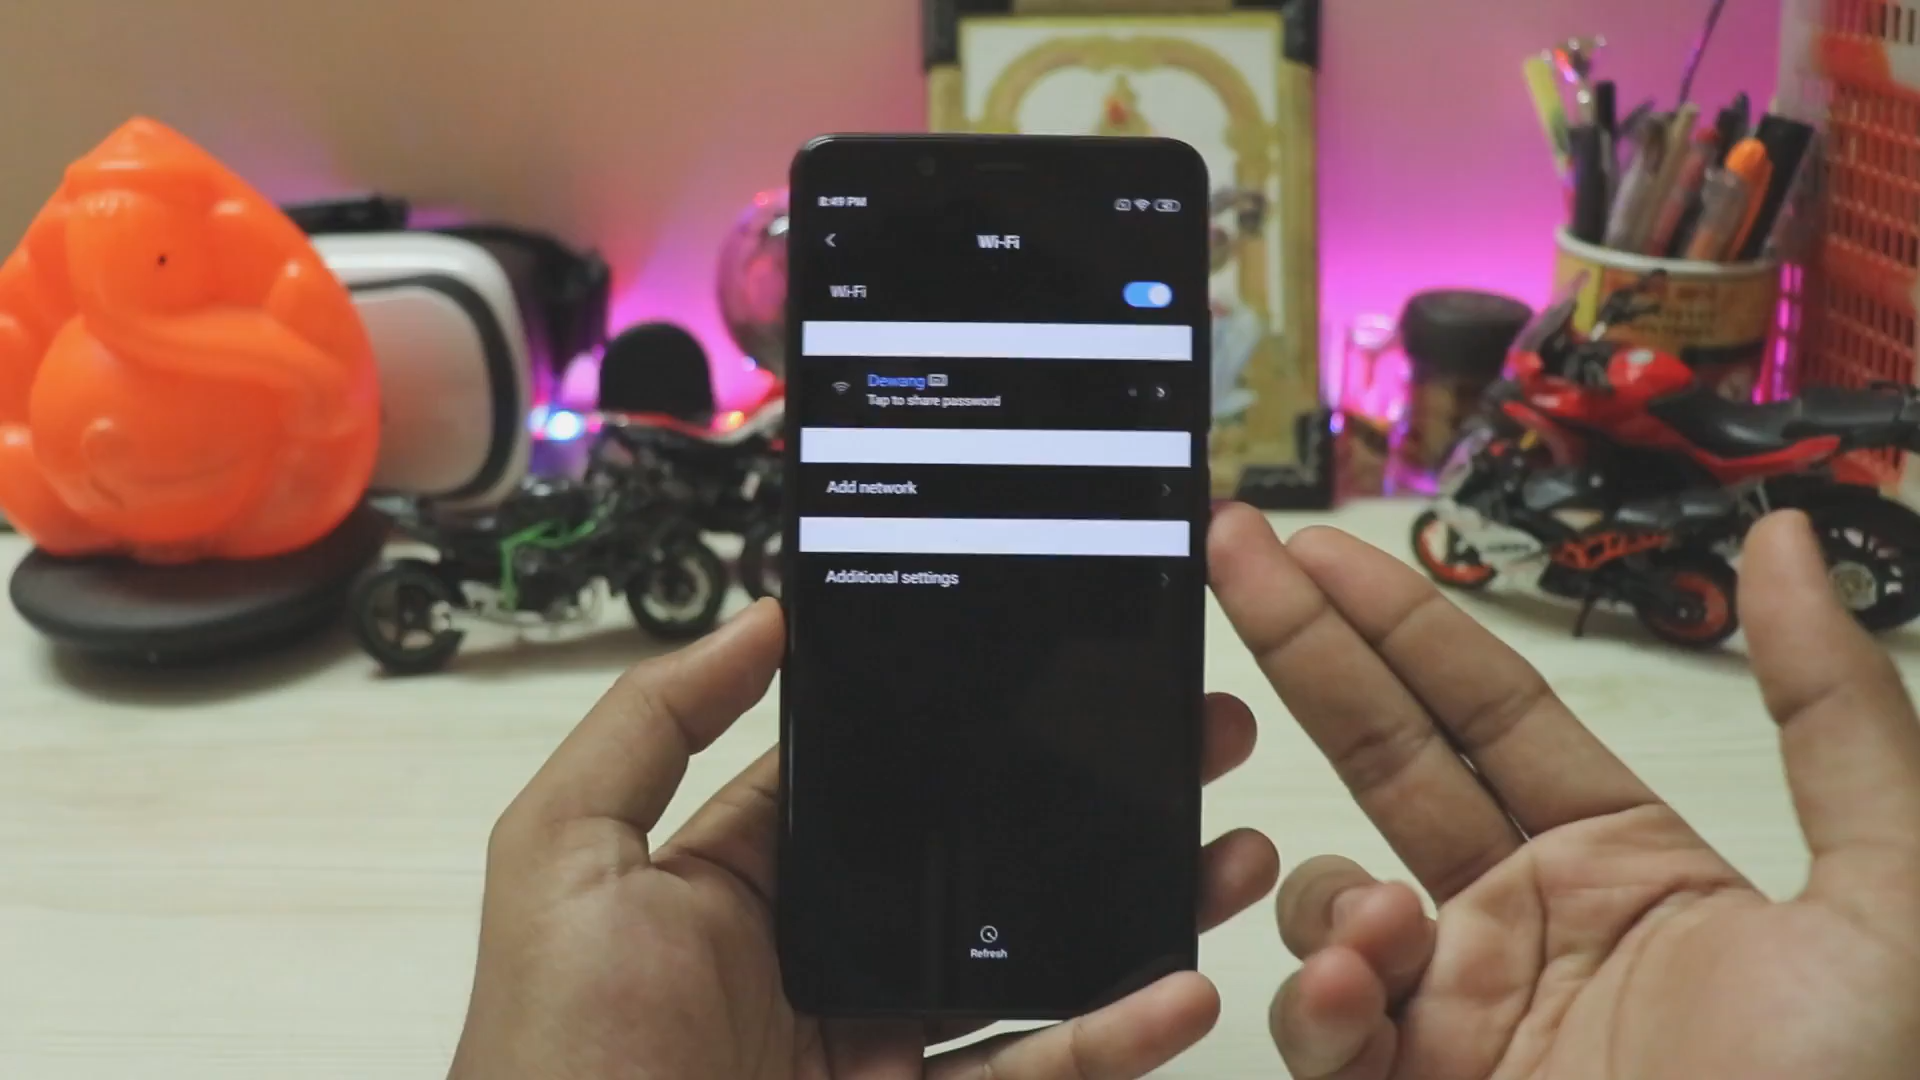 8:49 PM
Wi-Fi
Wi-Fi
Dewang
Tap to share password
Add network
Additional settings
Refresh